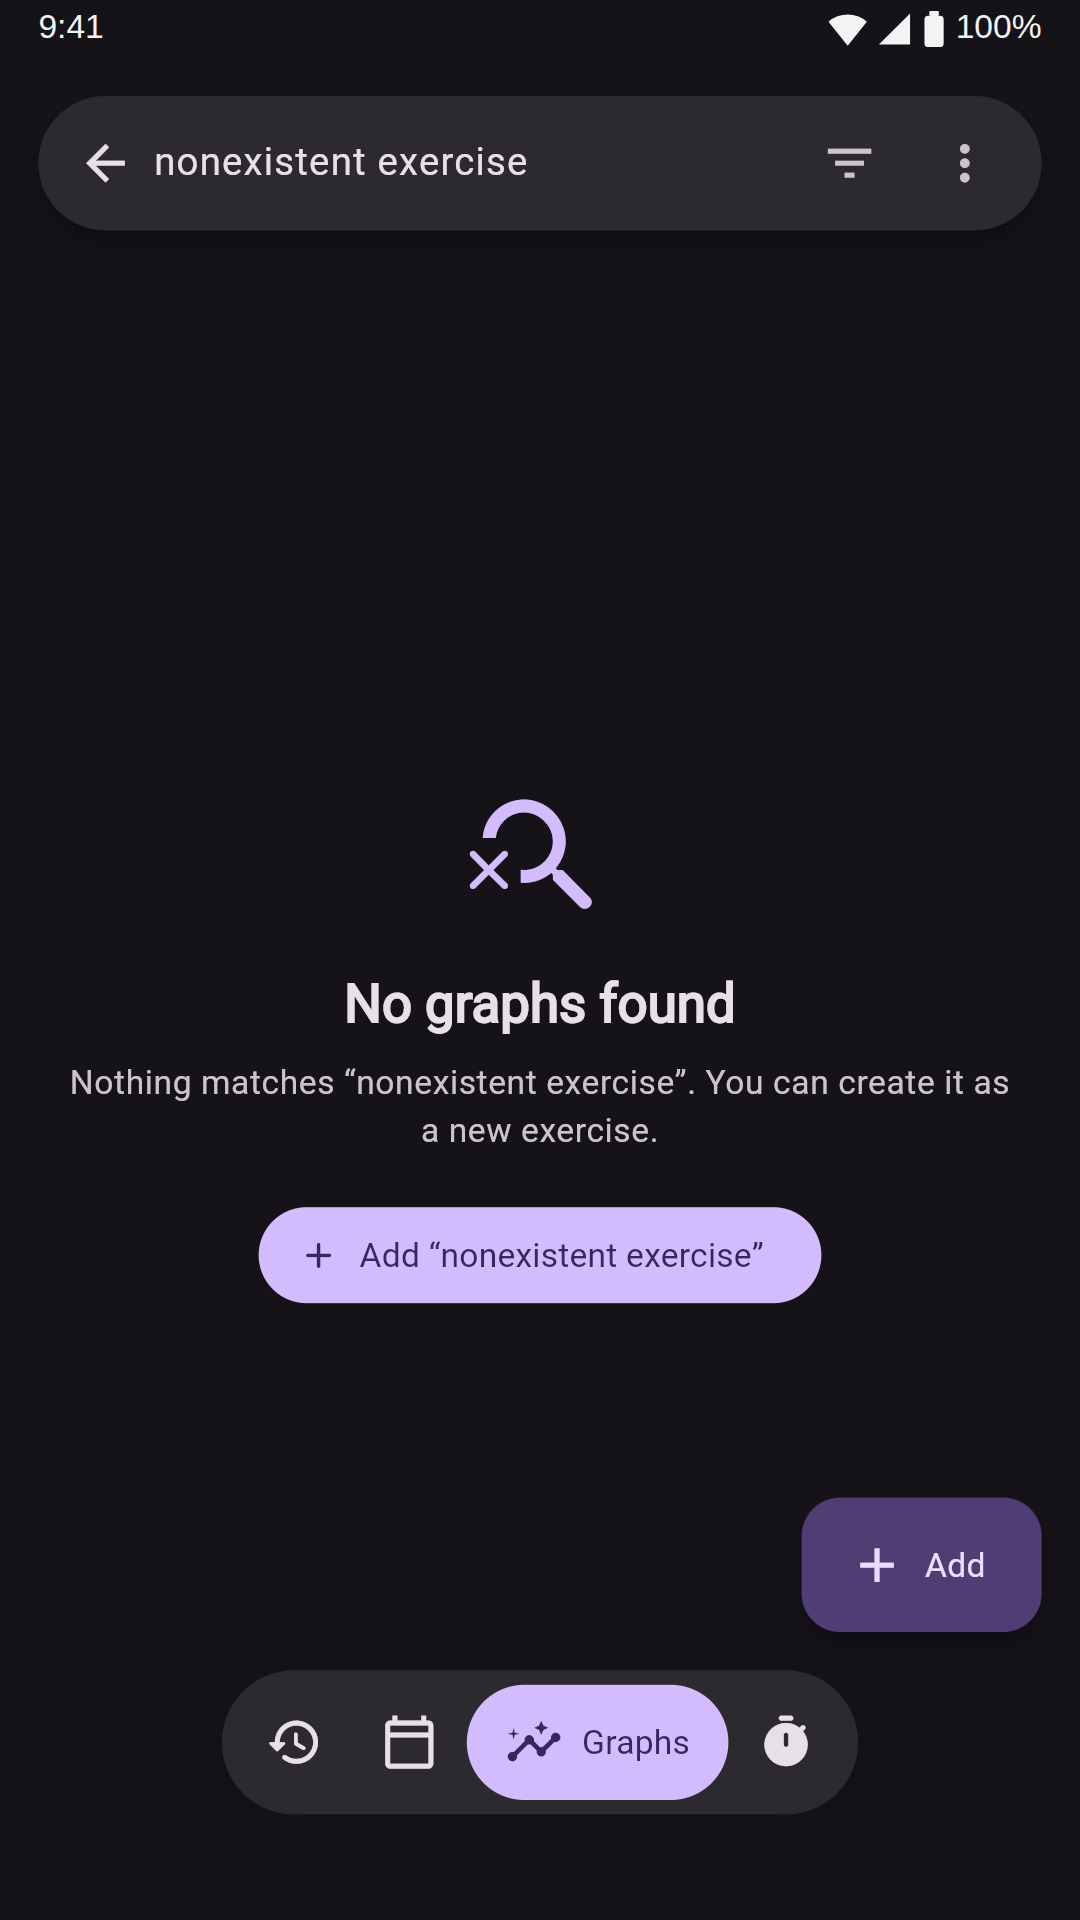 9:41
100%
nonexistent exercise
No graphs found
Nothing matches “nonexistent exercise”. You can create it as
a new exercise.
Add “nonexistent exercise”
Add
Graphs